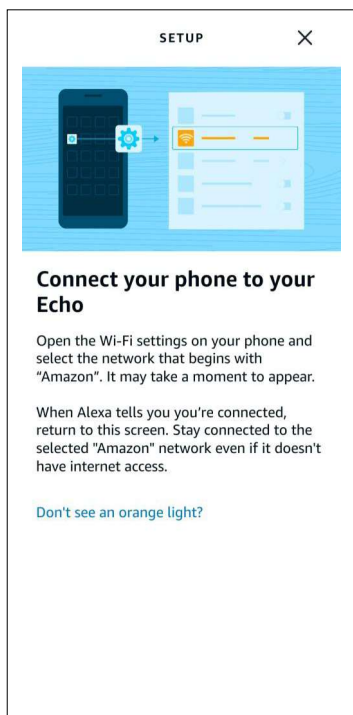 SETUP
Connect your phone to your
Echo
Open the Wi-Fi settings on your phone and
select the network that begins with
“Amazon”. It may take a moment to appear.
When Alexa tells you you’re connected,
return to this screen. Stay connected to the
selected "Amazon" network even if it doesn't
have internet access.
Don't see an orange light?